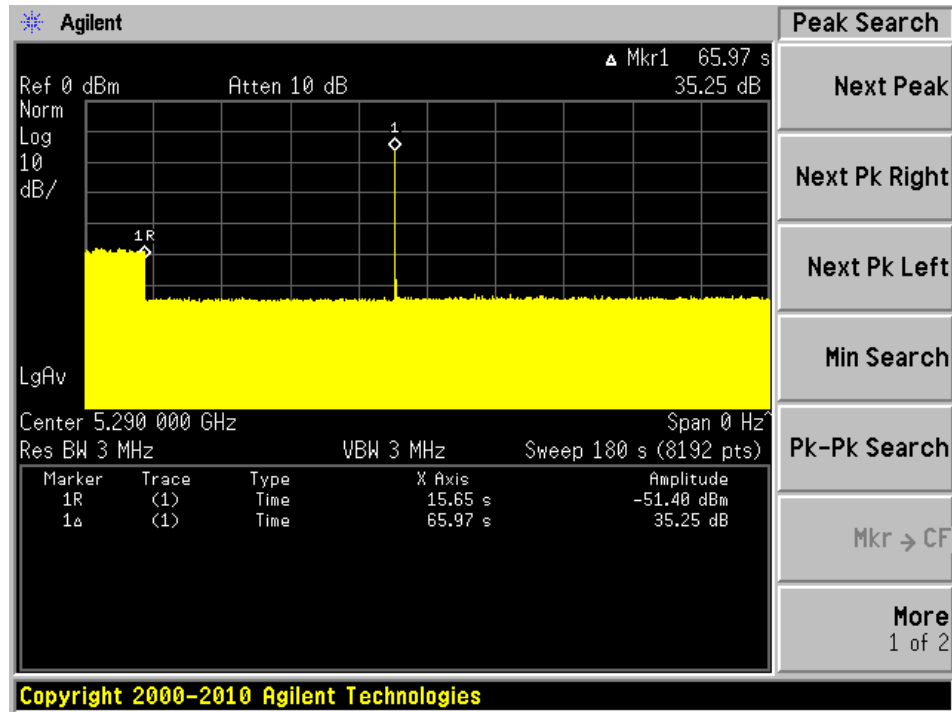 Agilent
Peak Search
▵ Mkr1 65.97 s
Ref 0 dBm Atten 10 dB 35.25 dB
Norm
Log
10
dB/
1
1R
LgAv
Center 5.290 000 GHz Span 0 Hz^
Res BW 3 MHz VBW 3 MHz Sweep 180 s (8192 pts)
Marker Trace Type X Axis Amplitude
1R (1) Time 15.65 s -51.40 dBm
1▵ (1) Time 65.97 s 35.25 dB
Next Peak
Next Pk Right
Next Pk Left
Min Search
Pk-Pk Search
Mkr → CF
More
1 of 2
Copyright 2000-2010 Agilent Technologies